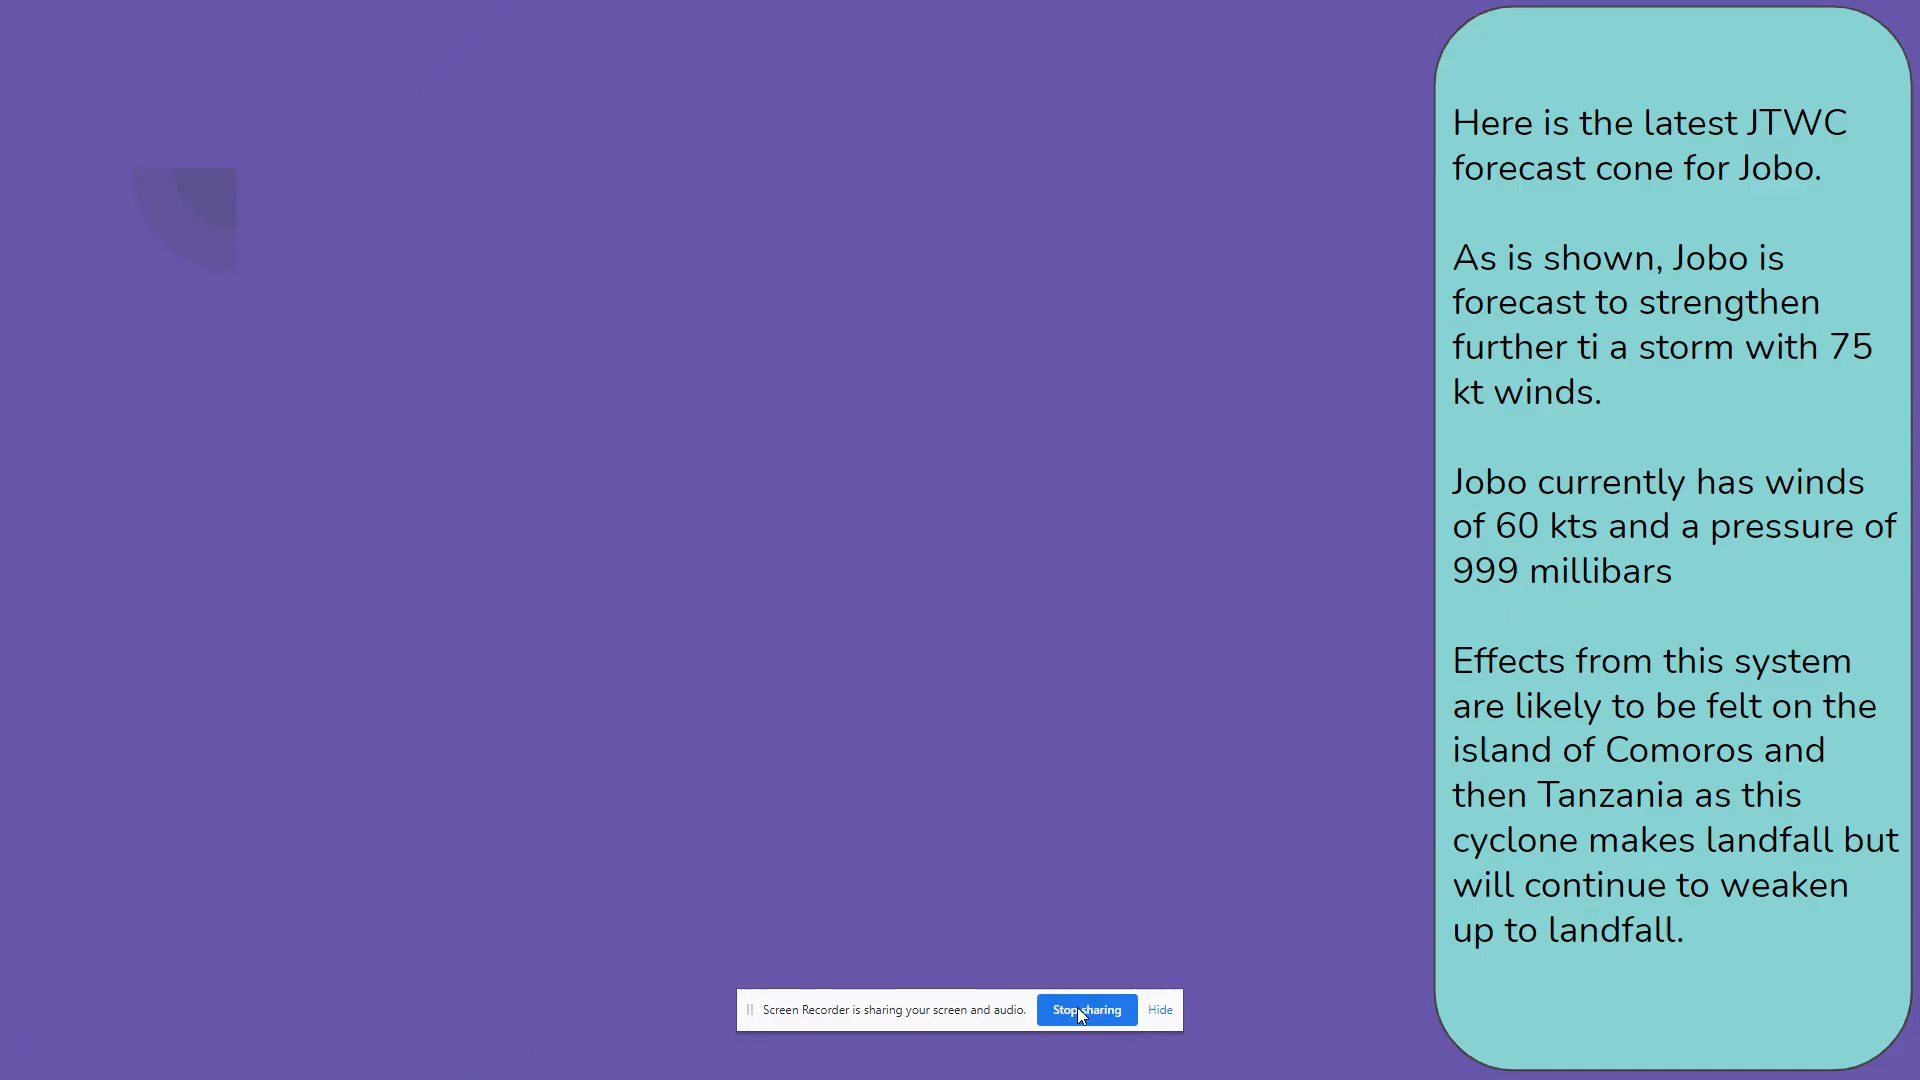 Here is the latest JTWC
forecast cone for Jobo.
As is shown, Jobo is
forecast to strengthen
further ti a storm with 75
kt winds.
Jobo currently has winds
of 60 kts and a pressure of
999 millibars
Effects from this system
are likely to be felt on the
island of Comoros and
then Tanzania as this
cyclone makes landfall but
will continue to weaken
up to landfall.
Screen Recorder is sharing your screen and audio. Stop sharing Hide